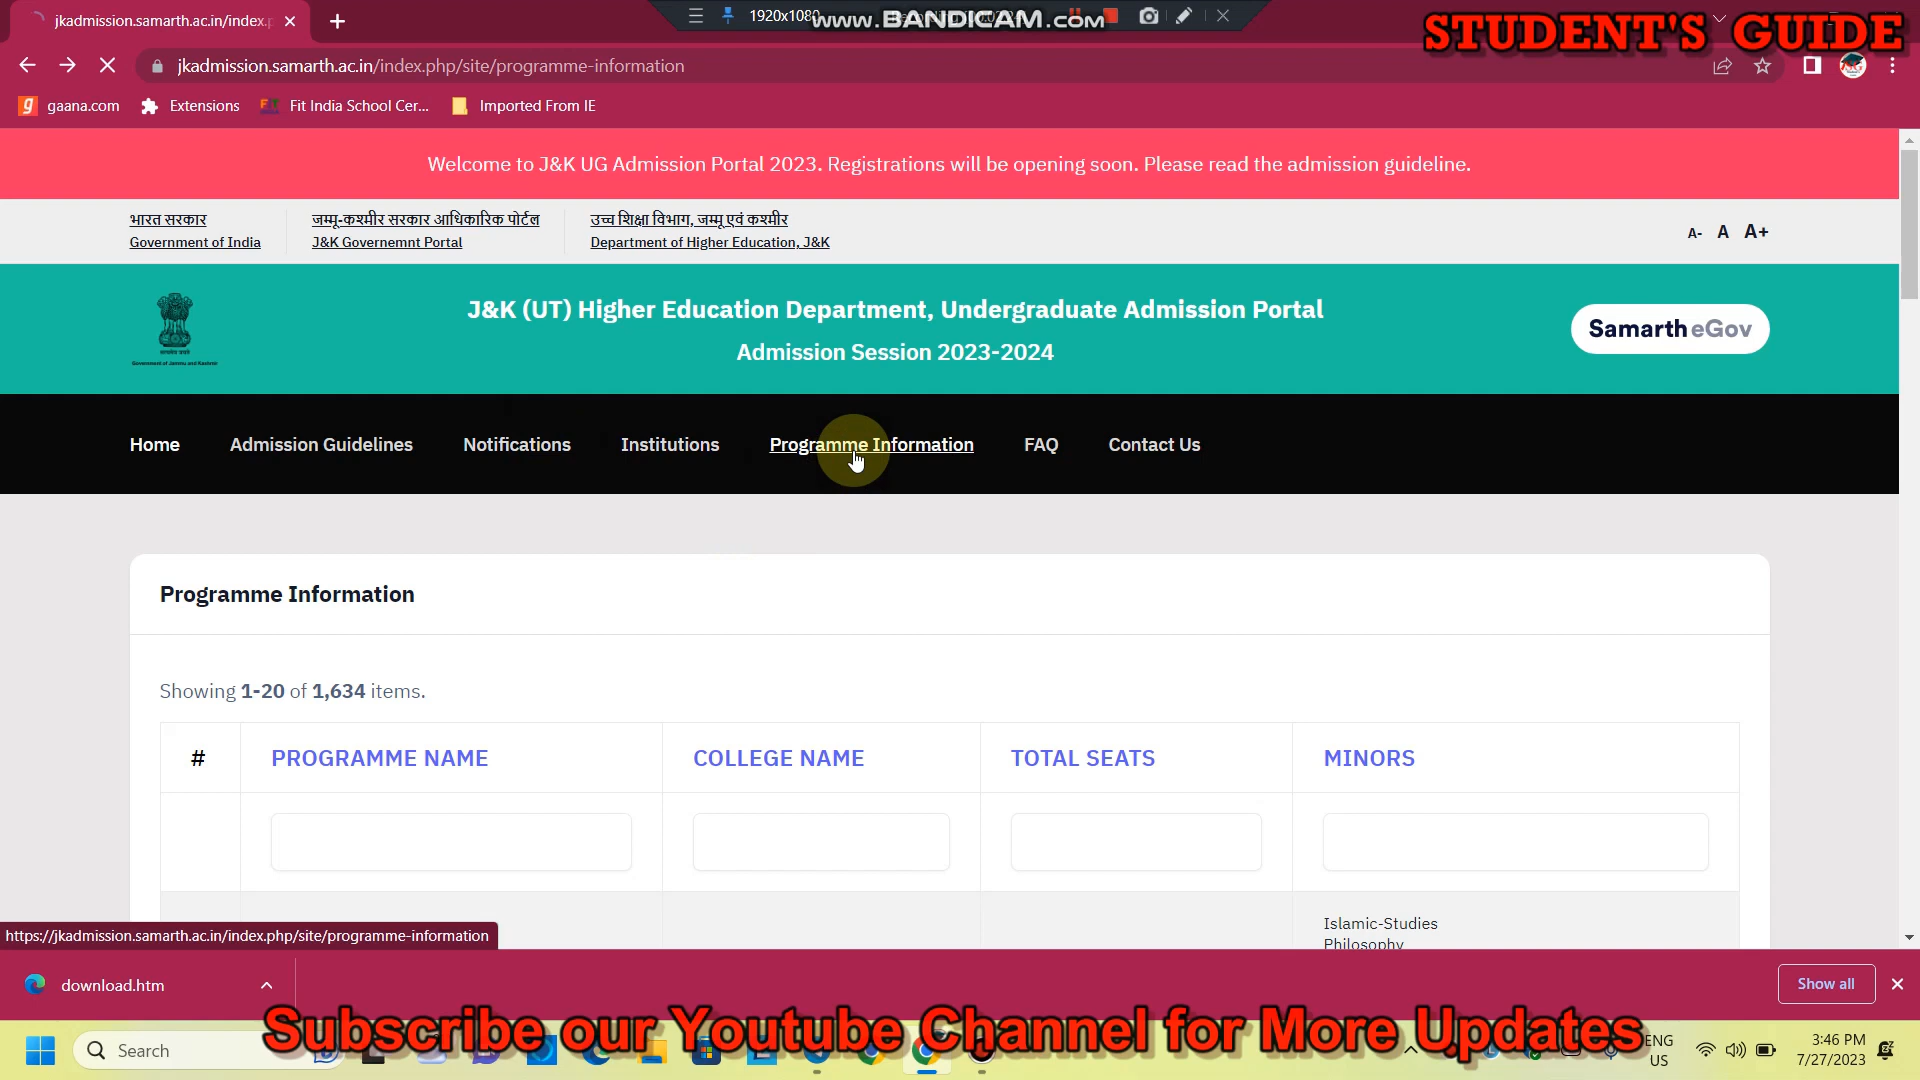 jkadmission.samarth.ac.in/index.p
1920x1080
www.BANDICAM.com
STUDENT'S GUIDE
jkadmission.samarth.ac.in/index.php/site/programme-information
gaana.com
Extensions
Fit India School Cer...
Imported From IE
Welcome to J&K UG Admission Portal 2023. Registrations will be opening soon. Please read the admission guideline.
भारत सरकार
जम्मू-कश्मीर सरकार आधिकारिक पोर्टल
उच्च शिक्षा विभाग, जम्मू एवं कश्मीर
Government of India
J&K Governemnt Portal
Department of Higher Education, J&K
A- A A+
J&K (UT) Higher Education Department, Undergraduate Admission Portal
Admission Session 2023-2024
Samarth eGov
Government of Jammu and Kashmir
Home
Admission Guidelines
Notifications
Institutions
Programme Information
FAQ
Contact Us
Programme Information
Showing 1-20 of 1,634 items.
#
PROGRAMME NAME
COLLEGE NAME
TOTAL SEATS
MINORS
Islamic-Studies
Philosophy
https://jkadmission.samarth.ac.in/index.php/site/programme-information
download.htm
Show all
Subscribe our Youtube Channel for More Updates
Search
ENG
US
3:46 PM
7/27/2023